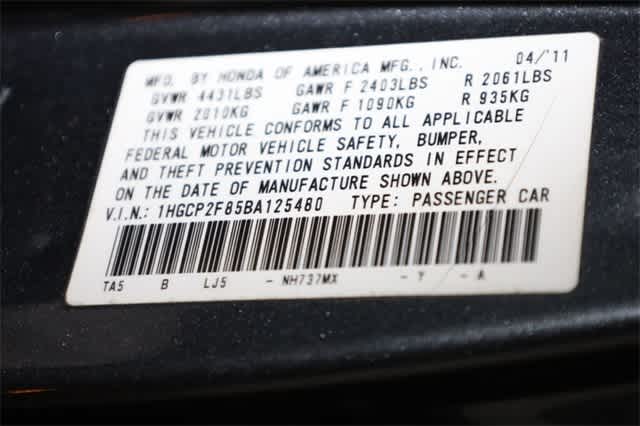 MFD. BY HONDA OF AMERICA MFG., INC. 04/'11
GVWR 4431LBS GAWR F 2403LBS R 2061LBS
GVWR 2010KG GAWR F 1090KG R 935KG
THIS VEHICLE CONFORMS TO ALL APPLICABLE
FEDERAL MOTOR VEHICLE SAFETY, BUMPER,
AND THEFT PREVENTION STANDARDS IN EFFECT
ON THE DATE OF MANUFACTURE SHOWN ABOVE.
V.I.N.: 1HGCP2F85BA125480 TYPE: PASSENGER CAR
TA5 B LJ5 - NH737MX - Y - A